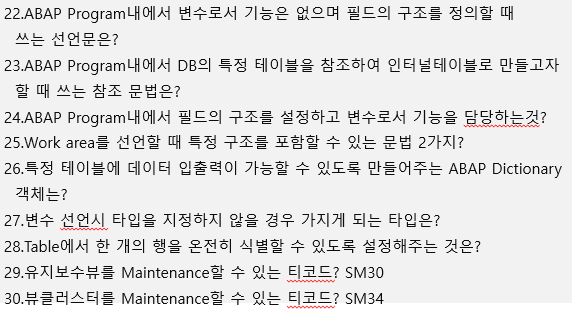 22.ABAP Program내에서 변수로서 기능은 없으며 필드의 구조를 정의할 때
쓰는 선언문은?
23.ABAP Program내에서 DB의 특정 테이블을 참조하여 인터널테이블로 만들고자
할 때 쓰는 참조 문법은?
24.ABAP Program내에서 필드의 구조를 설정하고 변수로서 기능을 담당하는것?
25.Work area를 선언할 때 특정 구조를 포함할 수 있는 문법 2가지?
26.특정 테이블에 데이터 입출력이 가능할 수 있도록 만들어주는 ABAP Dictionary
객체는?
27.변수 선언시 타입을 지정하지 않을 경우 가지게 되는 타입은?
28.Table에서 한 개의 행을 온전히 식별할 수 있도록 설정해주는 것은?
29.유지보수뷰를 Maintenance할 수 있는 티코드? SM30
30.뷰클러스터를 Maintenance할 수 있는 티코드? SM34